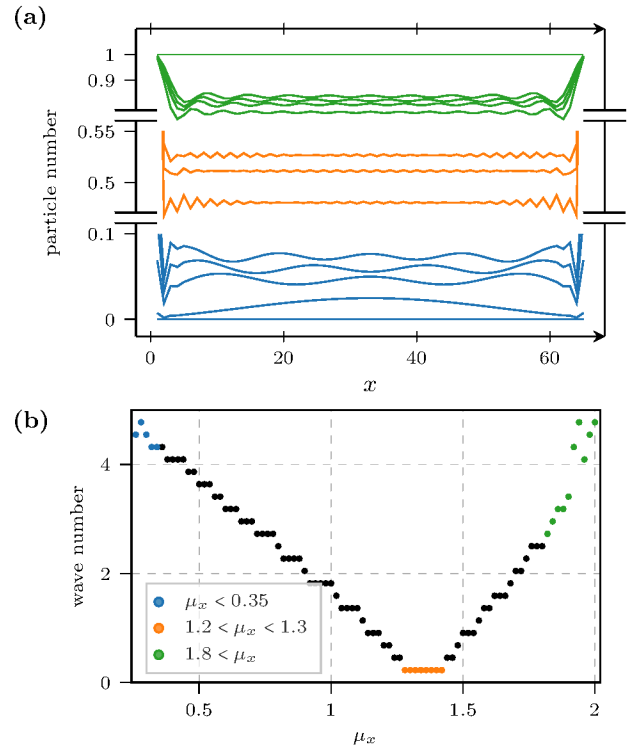 (a)
1
0.9
0.55
0.5
0.1
0
particle number
0
20
40
60
x
(b)
4
2
0
wave number
μx < 0.35
1.2 < μx < 1.3
1.8 < μx
0.5
1
1.5
2
μx